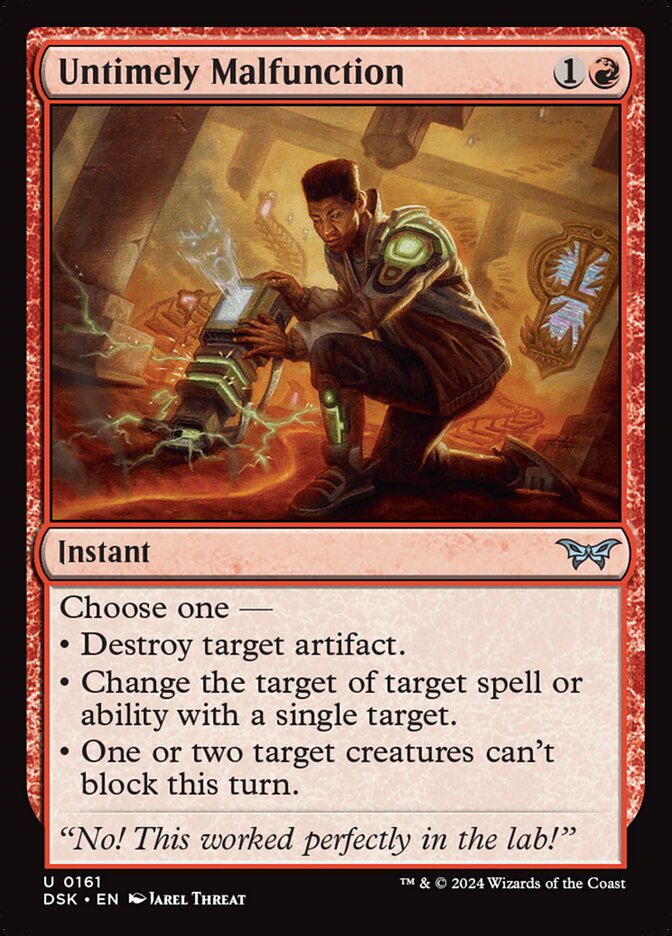 Untimely Malfunction 1
Instant
Choose one —
• Destroy target artifact.
• Change the target of target spell or
ability with a single target.
• One or two target creatures can't
block this turn.
“No! This worked perfectly in the lab!”
U 0161
DSK • EN Jarel Threat
™ & © 2024 Wizards of the Coast